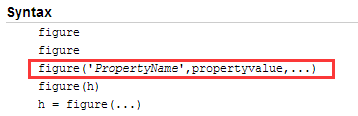 Syntax
figure
figure
figure('PropertyName',propertyvalue,...)
figure(h)
h = figure(...)